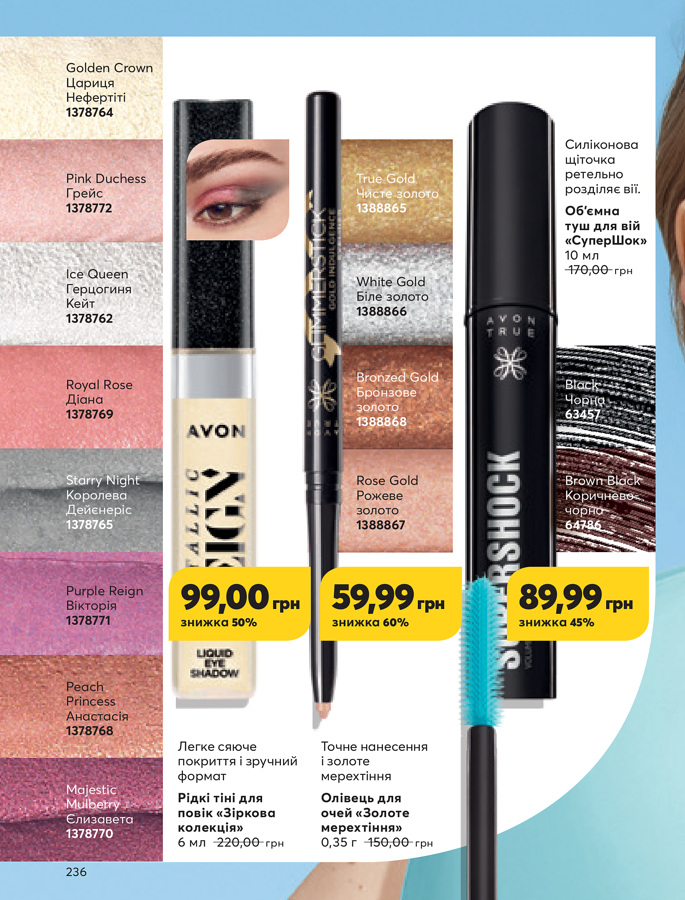 Golden Crown
Цариця
Нефертіті
1378764
Pink Duchess
Грейс
1378772
Ice Queen
Герцогиня
Кейт
1378762
Royal Rose
Діана
1378769
Starry Night
Королева
Дейєнеріс
1378765
Purple Reign
Вікторія
1378771
Peach
Princess
Анастасія
1378768
Majestic
Mulberry
Єлизавета
1378770
AVON
LIQUID
EYE
SHADOW
99,00 грн
знижка 50%
Легке сяюче
покриття і зручний
формат
Рідкі тіні для
повік «Зіркова
колекція»
6 мл 220,00 грн
GLIMMERSTICK
GOLD INDULGENCE
True Gold
Чисте золото
1388865
White Gold
Біле золото
1388866
Bronzed Gold
Бронзове
золото
1388868
Rose Gold
Рожеве
золото
1388867
59,99 грн
знижка 60%
Точне нанесення
і золоте
мерехтіння
Олівець для
очей «Золоте
мерехтіння»
0,35 г 150,00 грн
AVON
TRUE
Силіконова
щіточка
ретельно
розділяє вії.
Об'ємна
туш для вій
«СуперШок»
10 мл
170,00 грн
Black
Чорна
63457
Brown Black
Коричнево-
чорно
64786
89,99 грн
знижка 45%
236